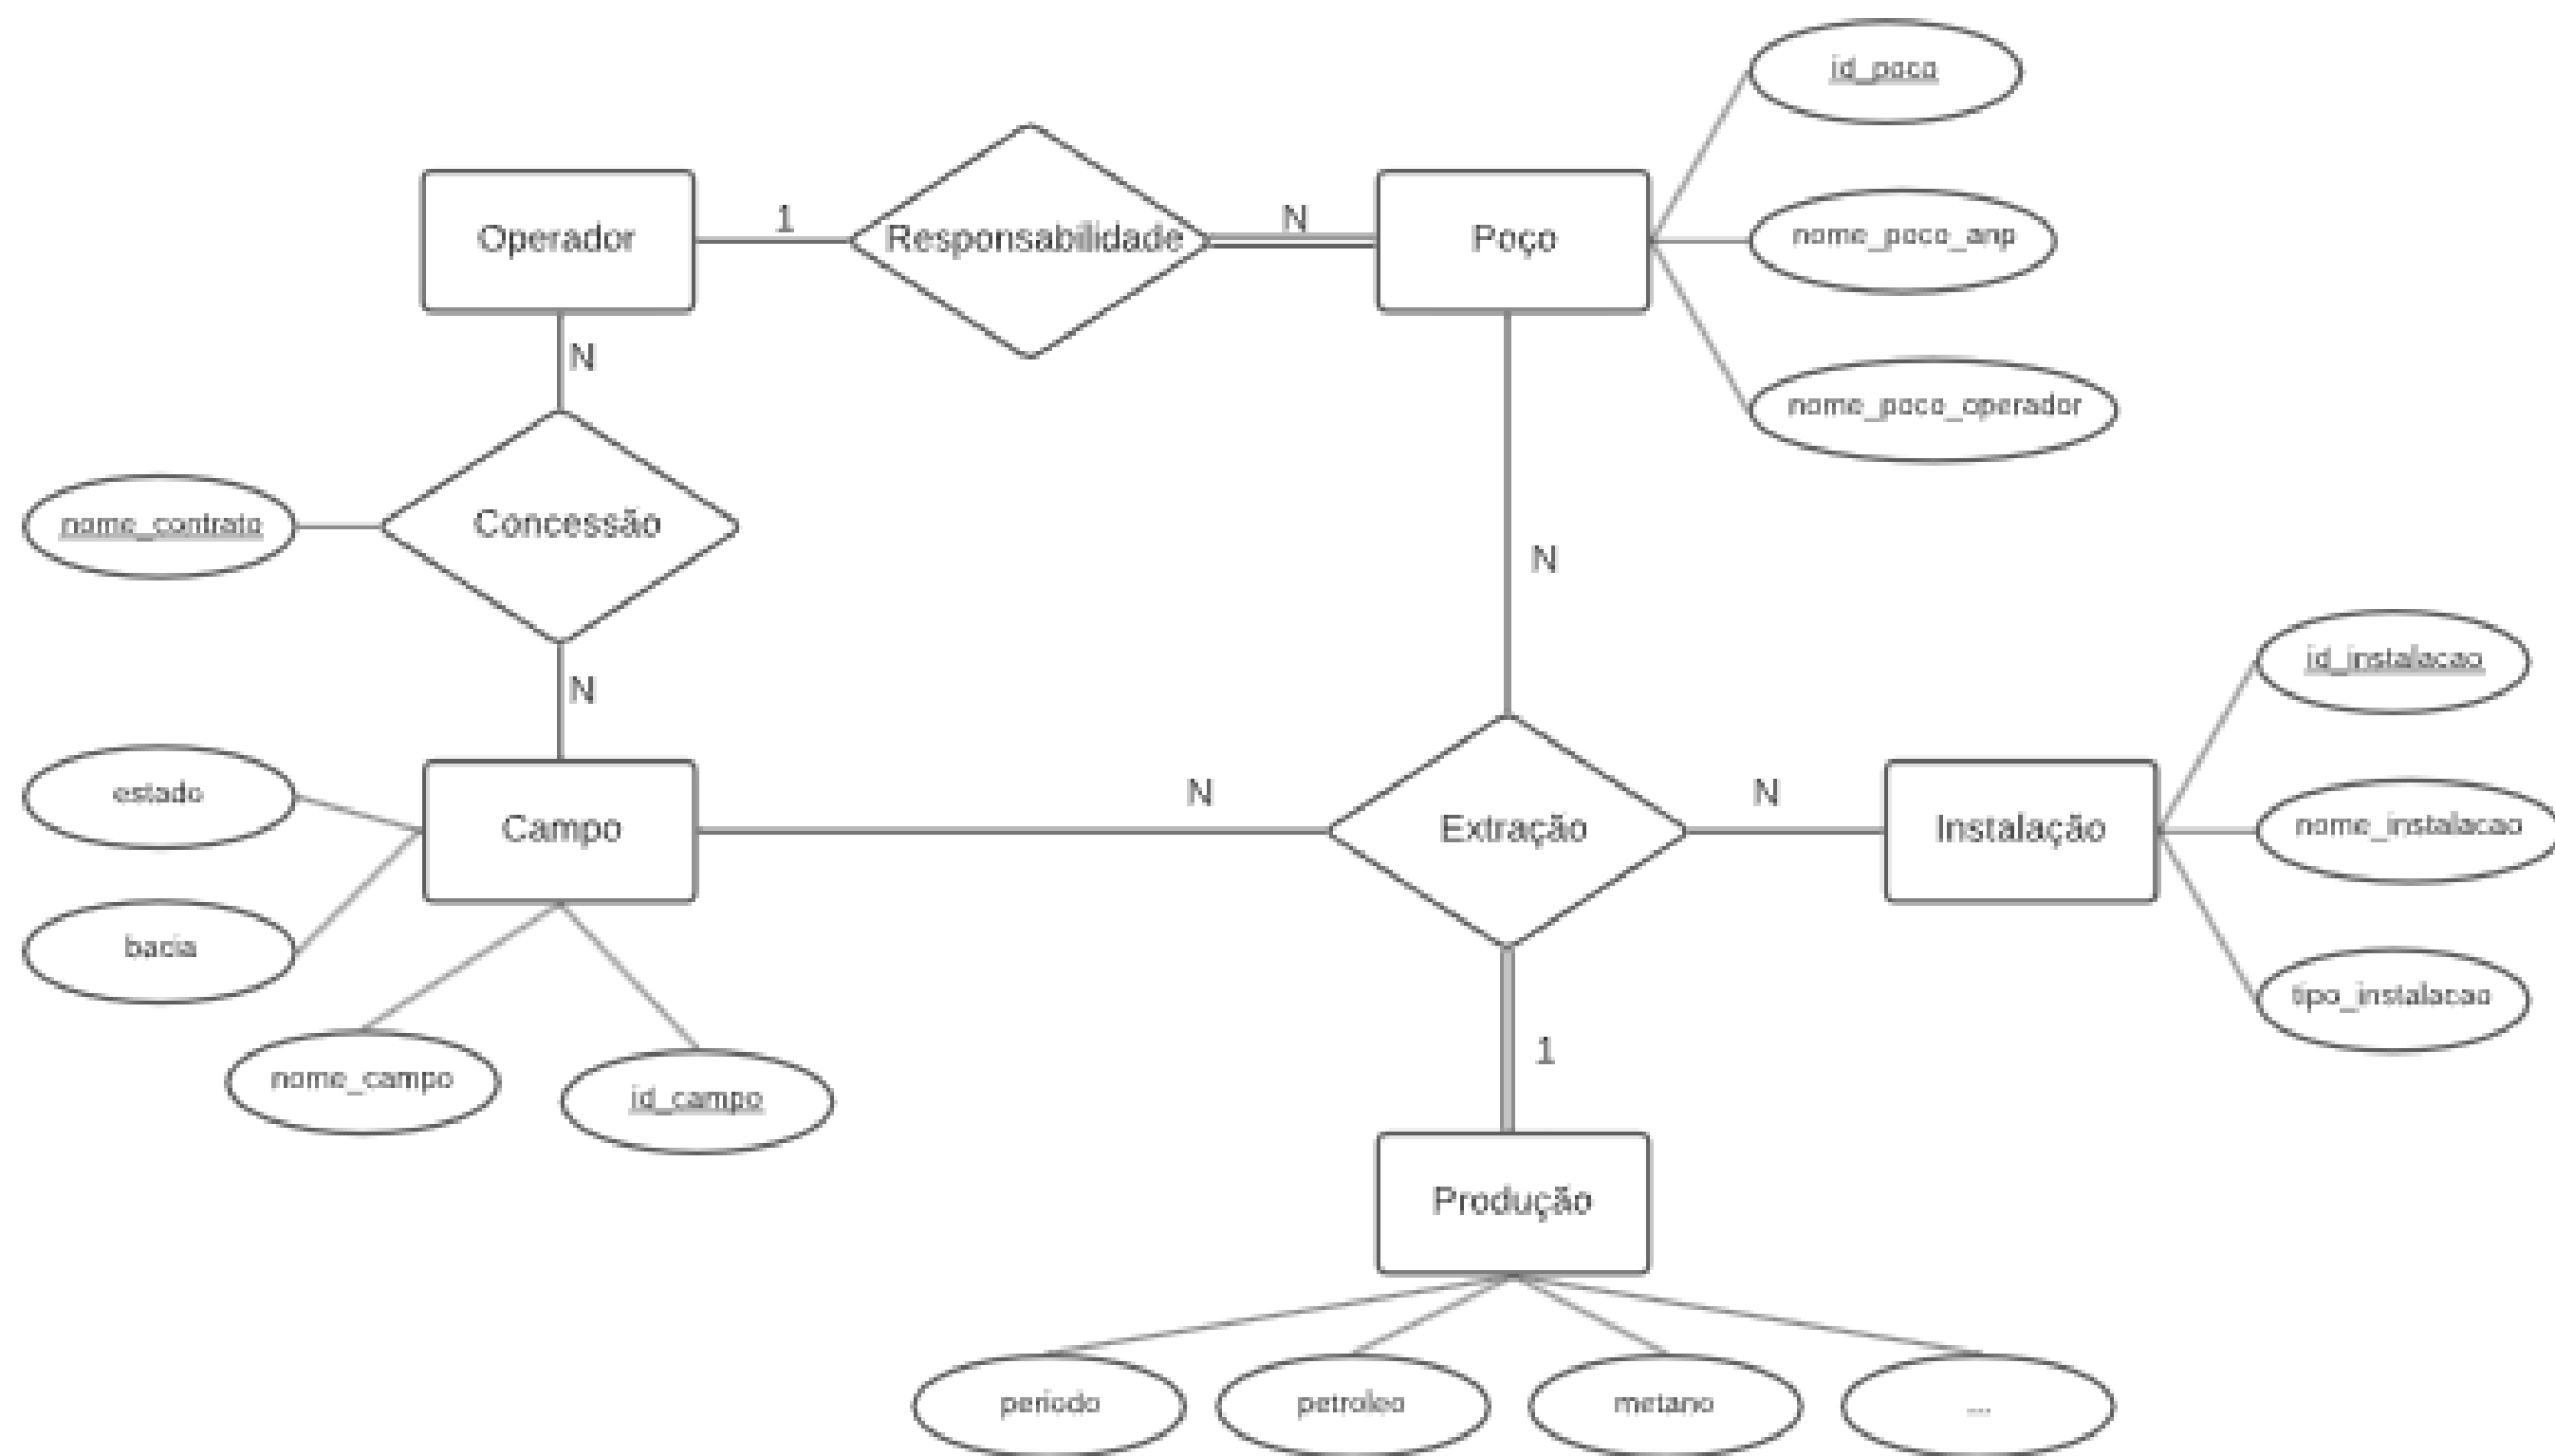 id_poco
Operador
1
Responsabilidade
N
Poço
nome_poco_anp
N
nome_poco_operador
nome_contrato
Concessão
N
N
id_instalacao
estado
Campo
N
Extração
N
Instalação
nome_instalacao
bacia
tipo_instalacao
nome_campo
id_campo
1
Produção
periodo
petroleo
metano
...